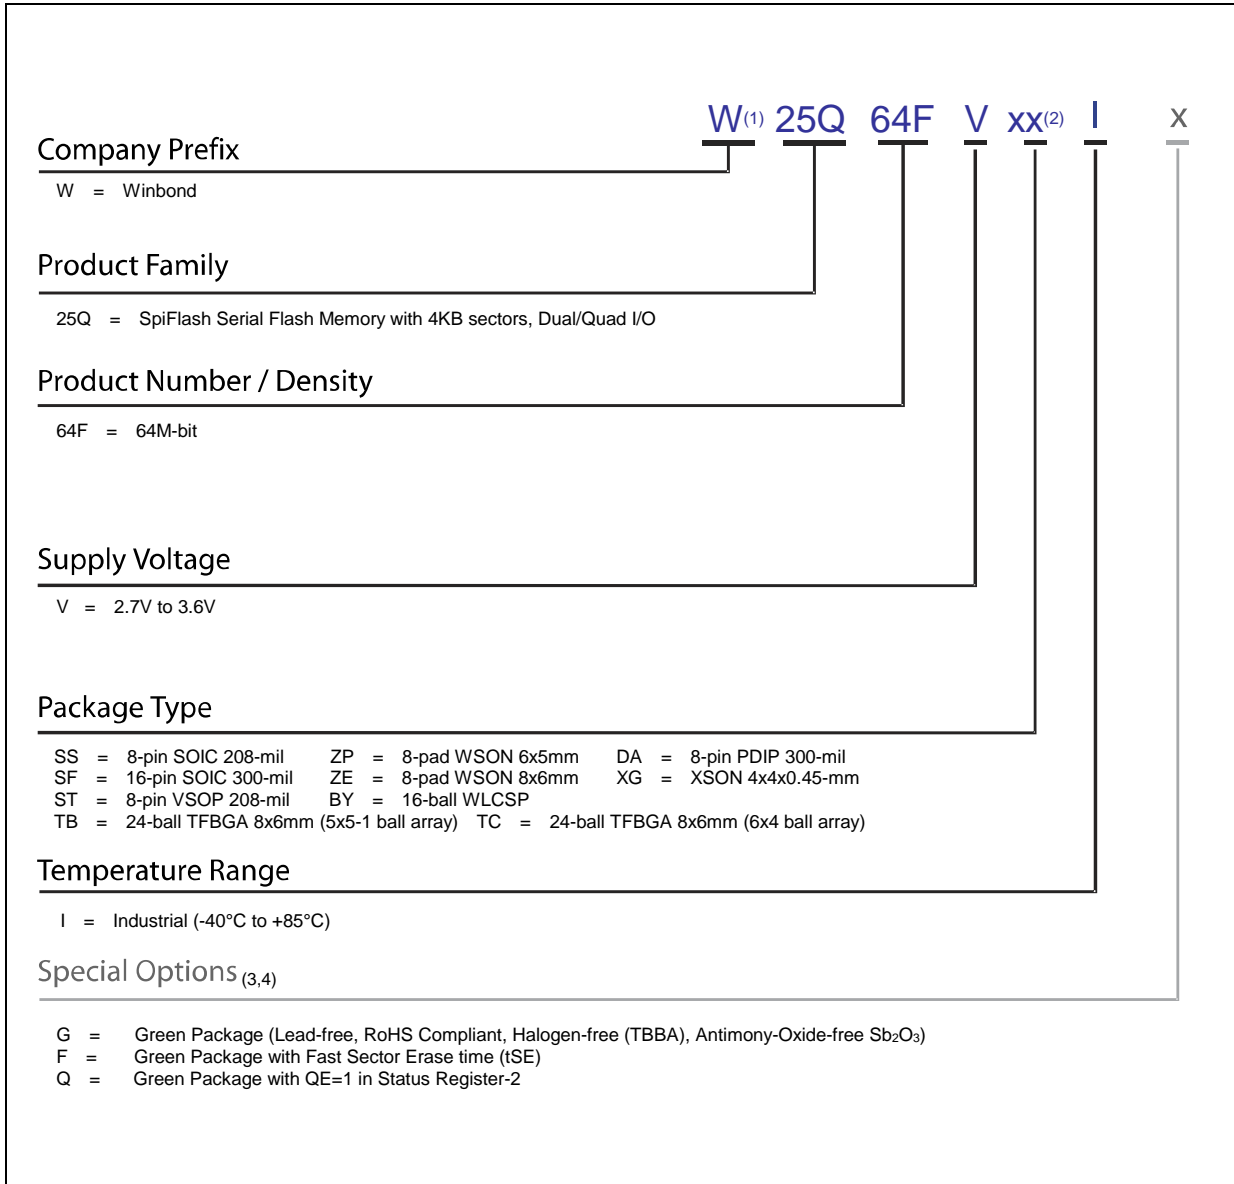 W(1) 25Q 64F V xx(2) I x
Company Prefix
W = Winbond
Product Family
25Q = SpiFlash Serial Flash Memory with 4KB sectors, Dual/Quad I/O
Product Number / Density
64F = 64M-bit
Supply Voltage
V = 2.7V to 3.6V
Package Type
SS = 8-pin SOIC 208-mil ZP = 8-pad WSON 6x5mm DA = 8-pin PDIP 300-mil
SF = 16-pin SOIC 300-mil ZE = 8-pad WSON 8x6mm XG = XSON 4x4x0.45-mm
ST = 8-pin VSOP 208-mil BY = 16-ball WLCSP
TB = 24-ball TFBGA 8x6mm (5x5-1 ball array) TC = 24-ball TFBGA 8x6mm (6x4 ball array)
Temperature Range
I = Industrial (-40°C to +85°C)
Special Options (3,4)
G = Green Package (Lead-free, RoHS Compliant, Halogen-free (TBBA), Antimony-Oxide-free Sb₂O₃)
F = Green Package with Fast Sector Erase time (tSE)
Q = Green Package with QE=1 in Status Register-2